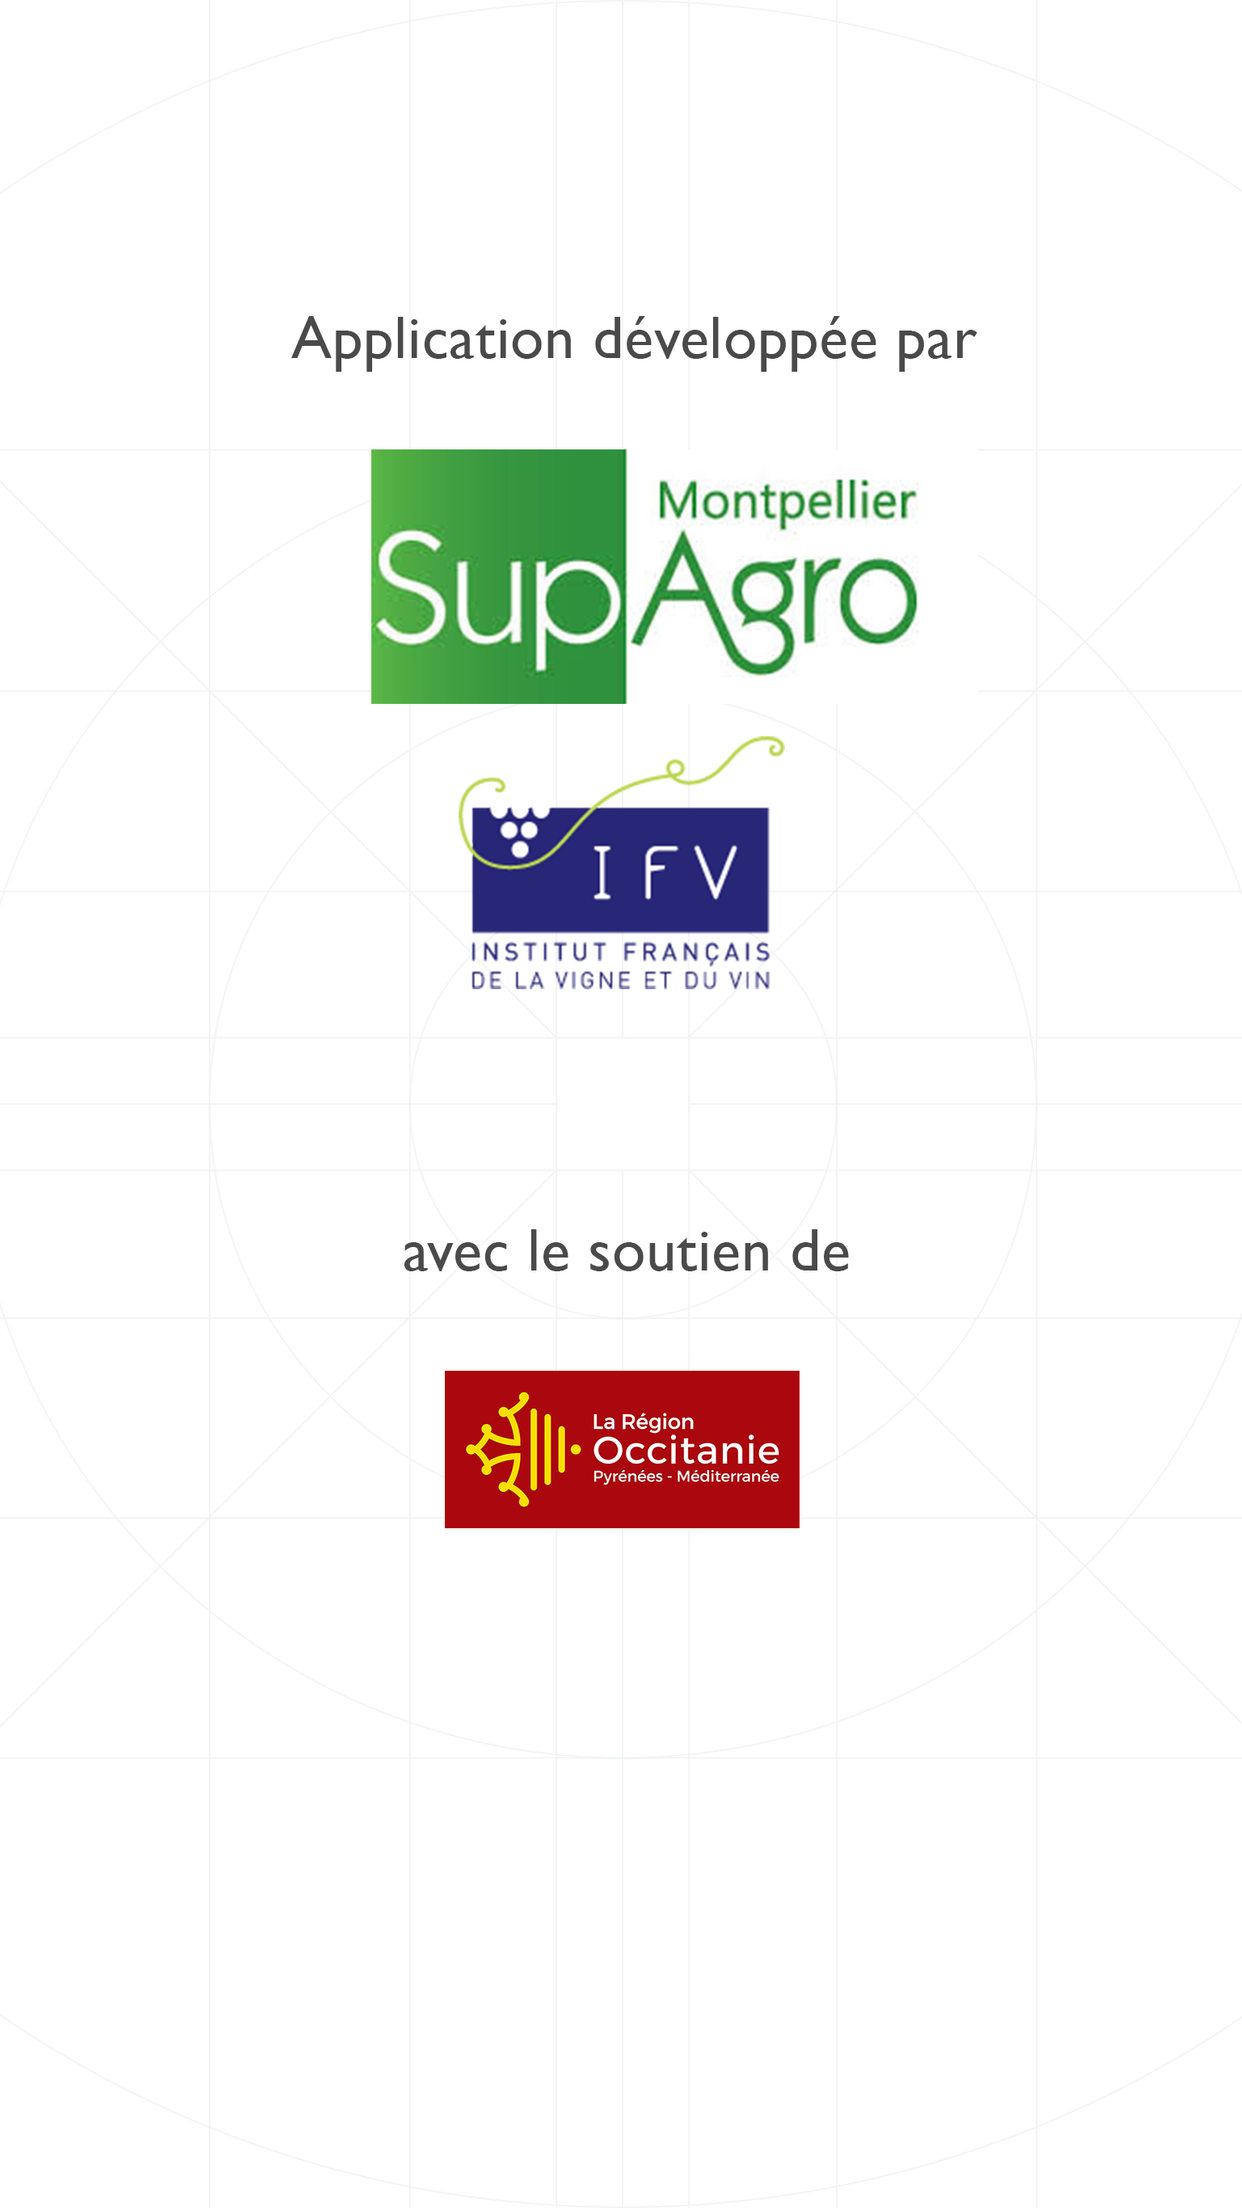 Application développée par
Montpellier
SupAgro
IFV
INSTITUT FRANÇAIS
DE LA VIGNE ET DU VIN
avec le soutien de
La Région
Occitanie
Pyrénées - Méditerranée